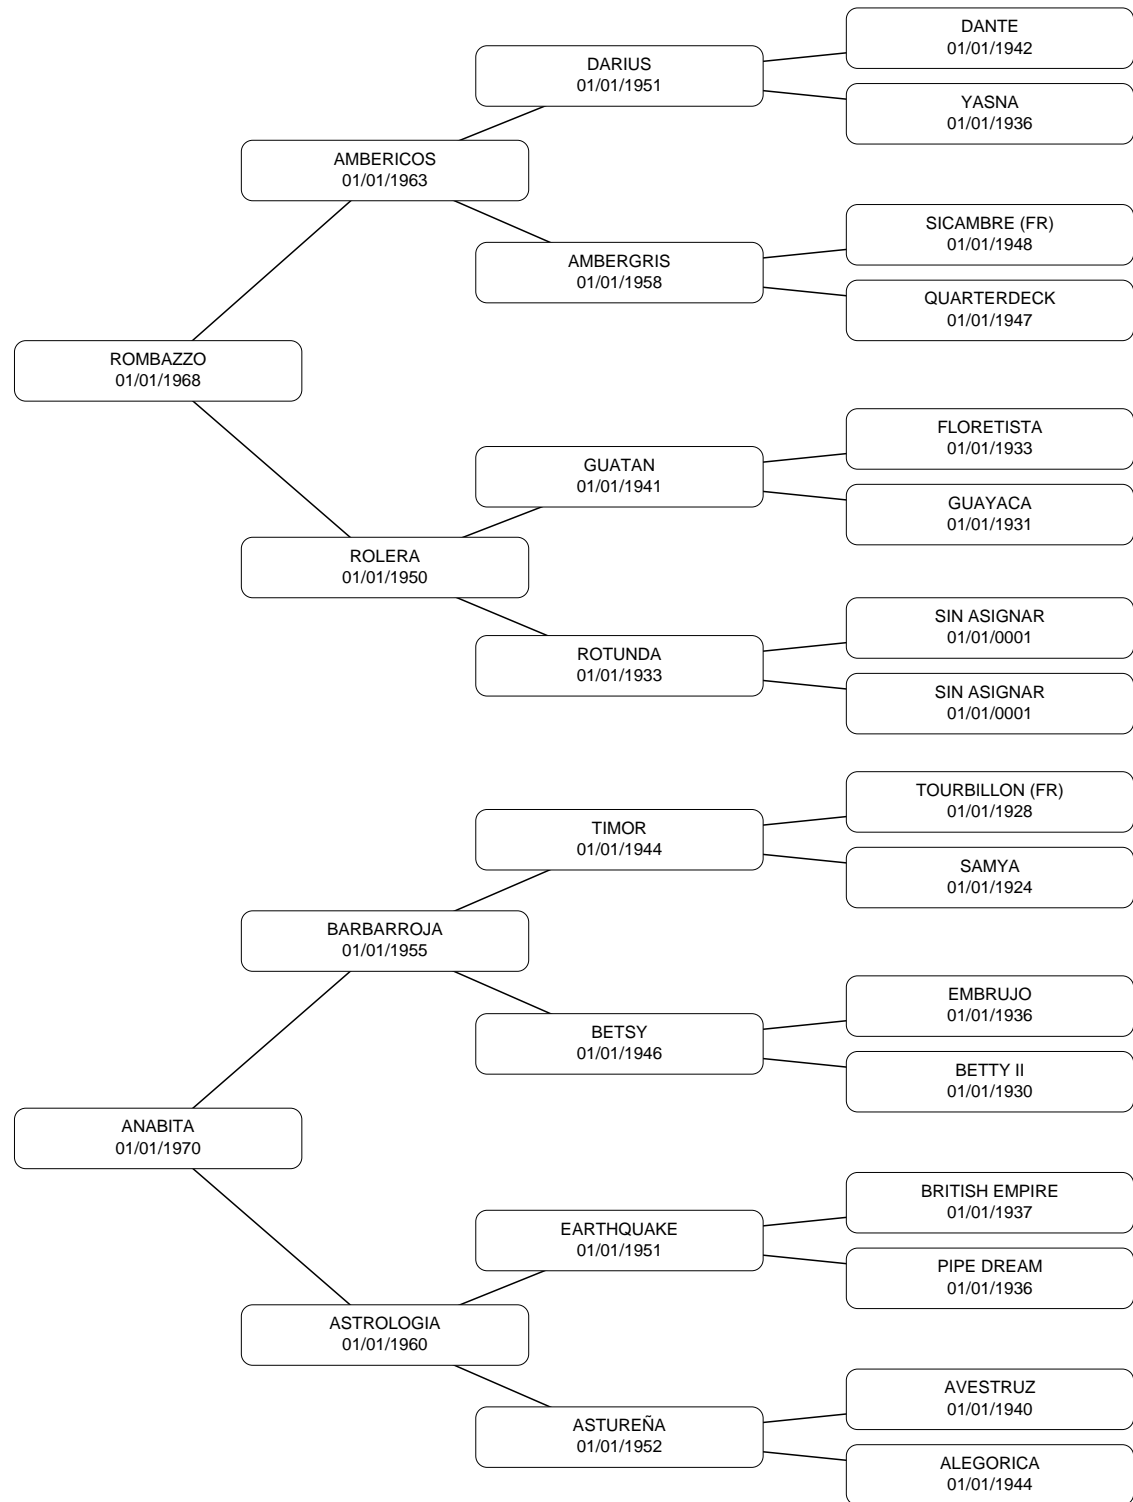 DANTE
01/01/1942
DARIUS
01/01/1951
YASNA
01/01/1936
AMBERICOS
01/01/1963
SICAMBRE (FR)
01/01/1948
AMBERGRIS
01/01/1958
QUARTERDECK
01/01/1947
ROMBAZZO
01/01/1968
FLORETISTA
01/01/1933
GUATAN
01/01/1941
GUAYACA
01/01/1931
ROLERA
01/01/1950
SIN ASIGNAR
01/01/0001
ROTUNDA
01/01/1933
SIN ASIGNAR
01/01/0001
TOURBILLON (FR)
01/01/1928
TIMOR
01/01/1944
SAMYA
01/01/1924
BARBARROJA
01/01/1955
EMBRUJO
01/01/1936
BETSY
01/01/1946
BETTY II
01/01/1930
ANABITA
01/01/1970
BRITISH EMPIRE
01/01/1937
EARTHQUAKE
01/01/1951
PIPE DREAM
01/01/1936
ASTROLOGIA
01/01/1960
AVESTRUZ
01/01/1940
ASTUREÑA
01/01/1952
ALEGORICA
01/01/1944